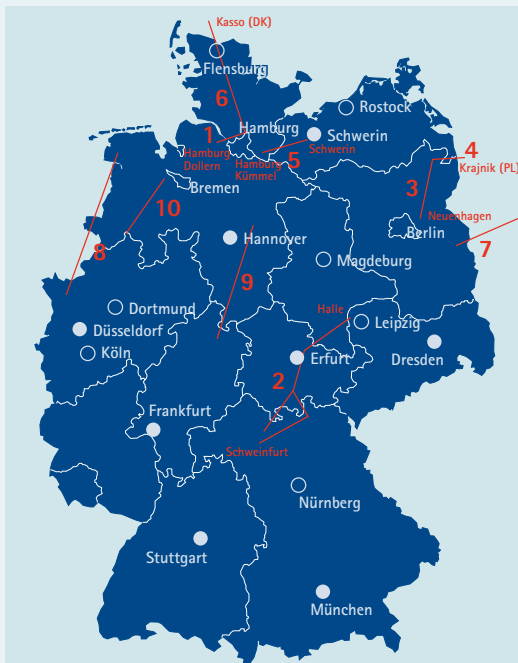 Kasso (DK)
Flensburg
6
Rostock
1
Hamburg
Schwerin
Schwerin
Hamburg
Dollern
Hamburg
Kümmel
5
4
Krajnik (PL)
3
Bremen
10
Neuenhagen
Berlin
Hannover
7
8
Magdeburg
9
Dortmund
Halle
Leipzig
Düsseldorf
Köln
Erfurt
Dresden
2
Frankfurt
Schweinfurt
Nürnberg
Stuttgart
München